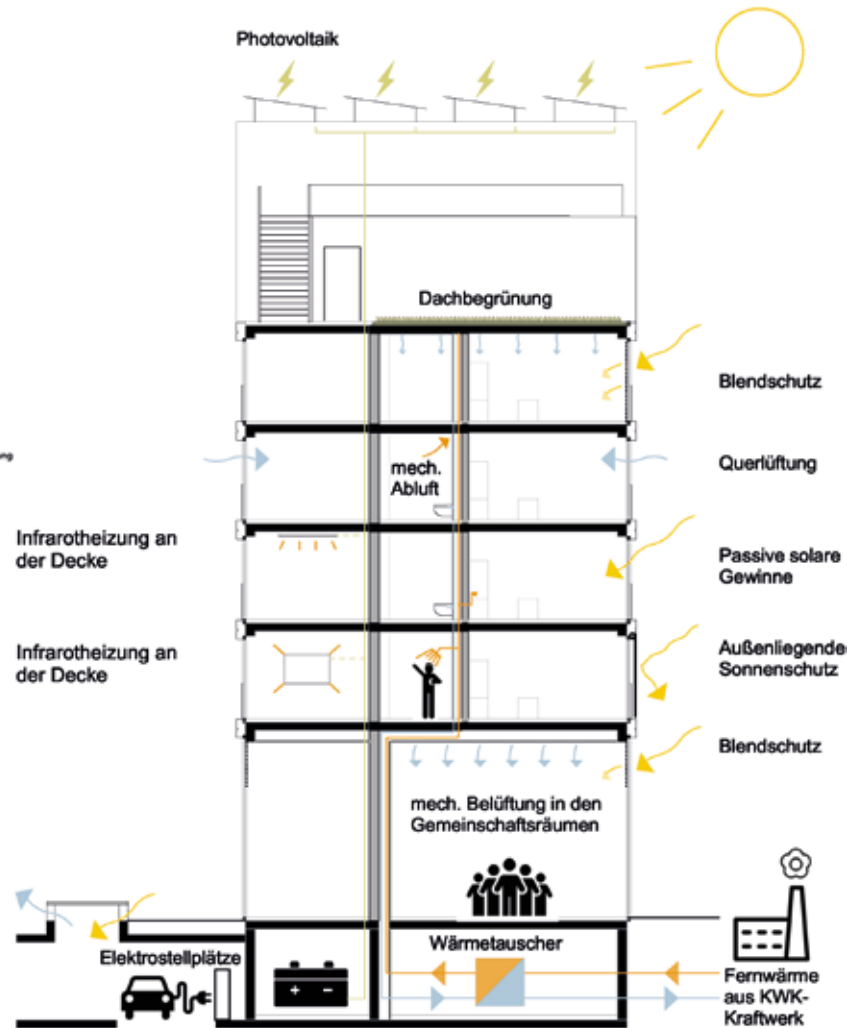 Photovoltaik
Dachbegrünung
Blendschutz
mech.
Abluft
Querlüftung
Infrarotheizung an
der Decke
Passive solare
Gewinne
Infrarotheizung an
der Decke
Außenliegende
Sonnenschutz
Blendschutz
mech. Belüftung in den
Gemeinschaftsräumen
Elektrostellplätze
+ −
Wärmetauscher
Fernwärme
aus KWK-
Kraftwerk